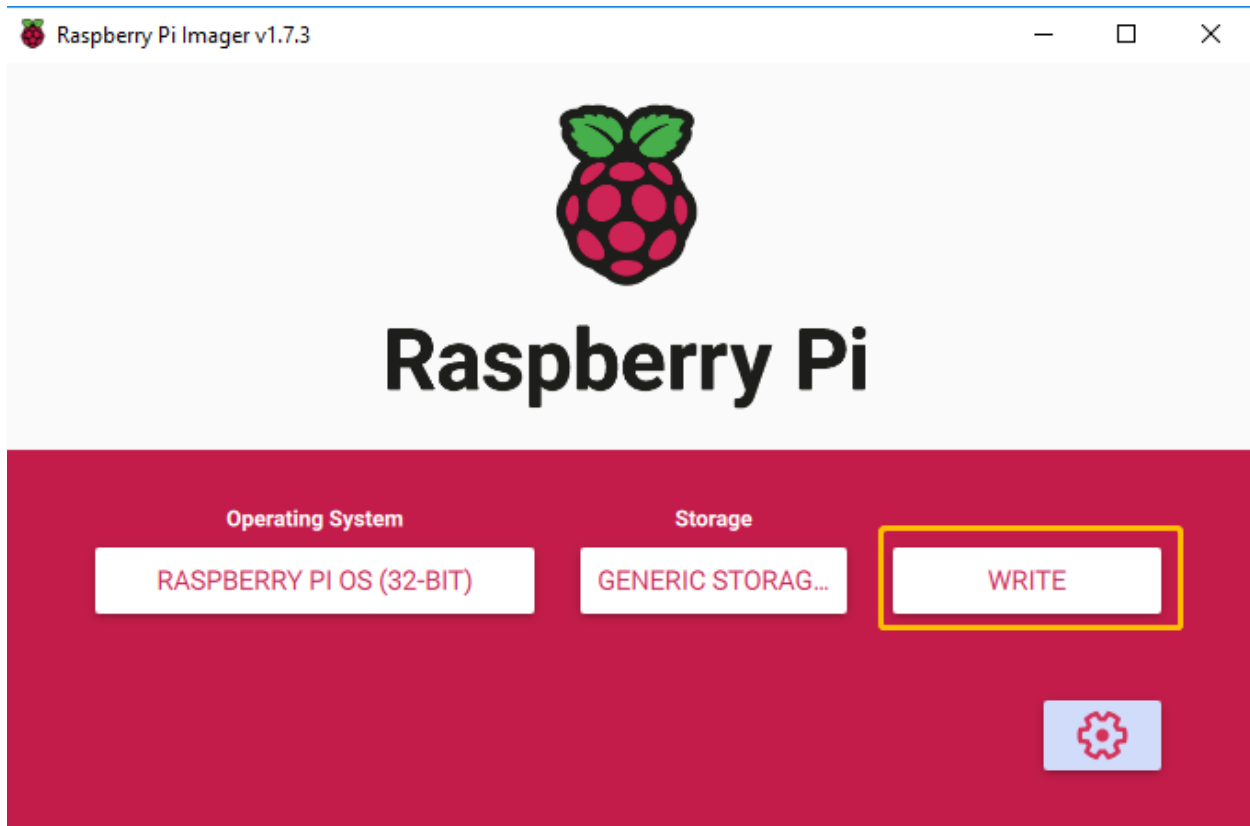 Raspberry Pi Imager v1.7.3
Raspberry Pi
Operating System
Storage
RASPBERRY PI OS (32-BIT)
GENERIC STORAG...
WRITE